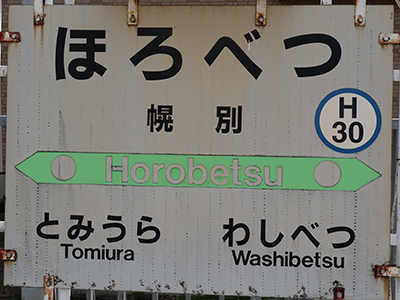 ほろべつ
幌別
H
30
Horobetsu
とみうら わしべつ
Tomiura Washibetsu